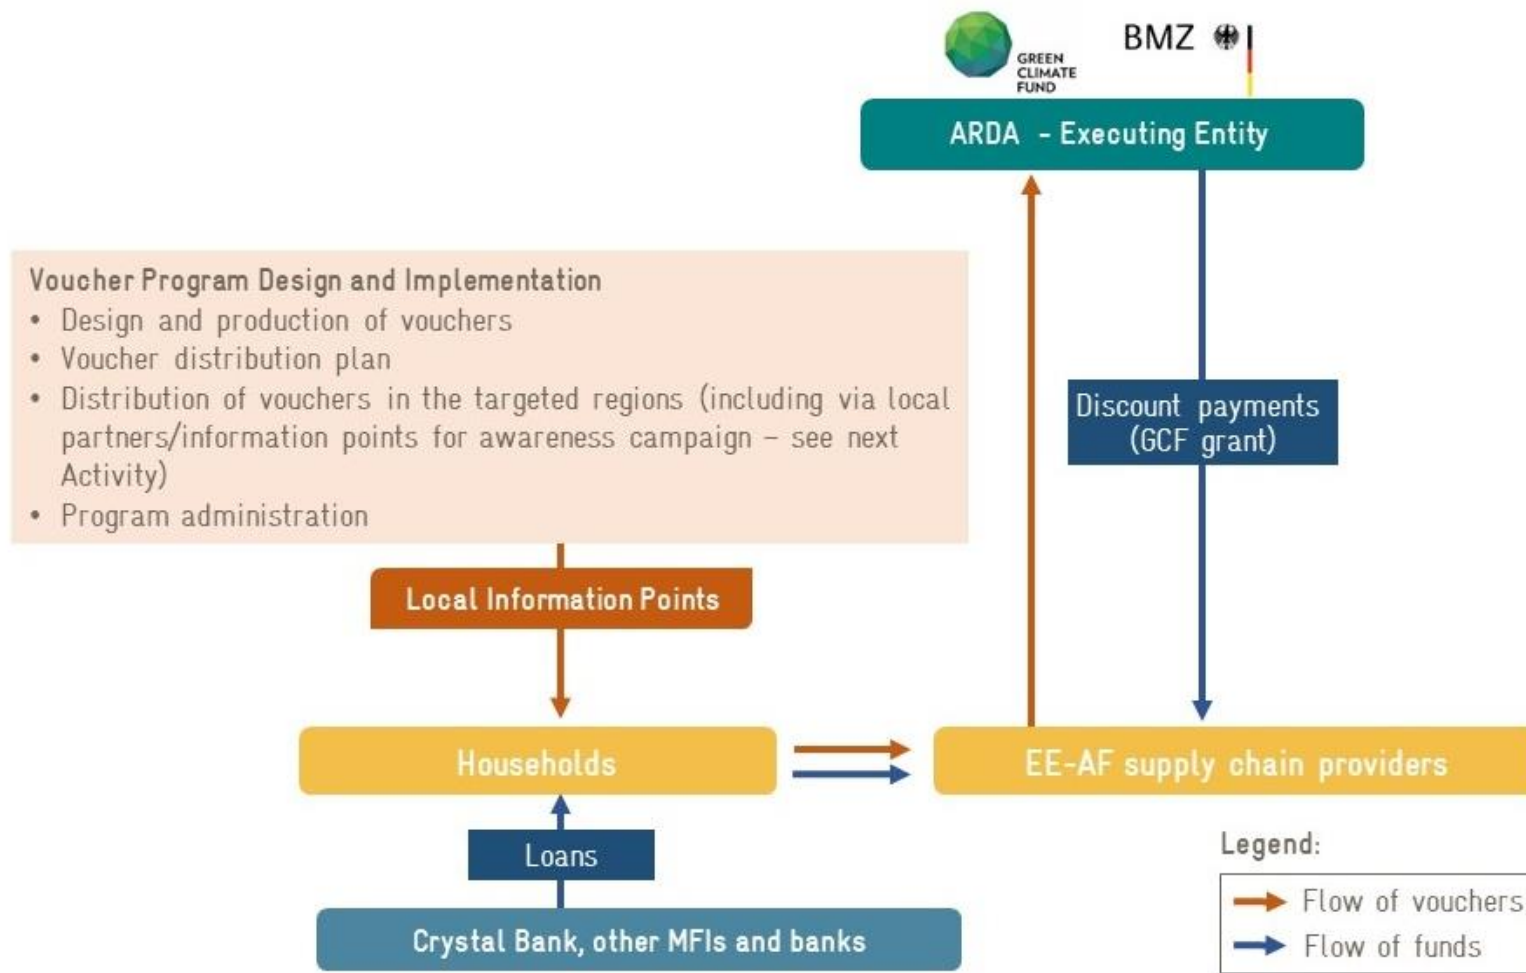 GREEN
CLIMATE
FUND
BMZ
ARDA - Executing Entity
Voucher Program Design and Implementation
• Design and production of vouchers
• Voucher distribution plan
• Distribution of vouchers in the targeted regions (including via local
partners/information points for awareness campaign – see next
Activity)
• Program administration
Discount payments
(GCF grant)
Local Information Points
Households
EE-AF supply chain providers
Loans
Crystal Bank, other MFIs and banks
Legend:
Flow of vouchers
Flow of funds